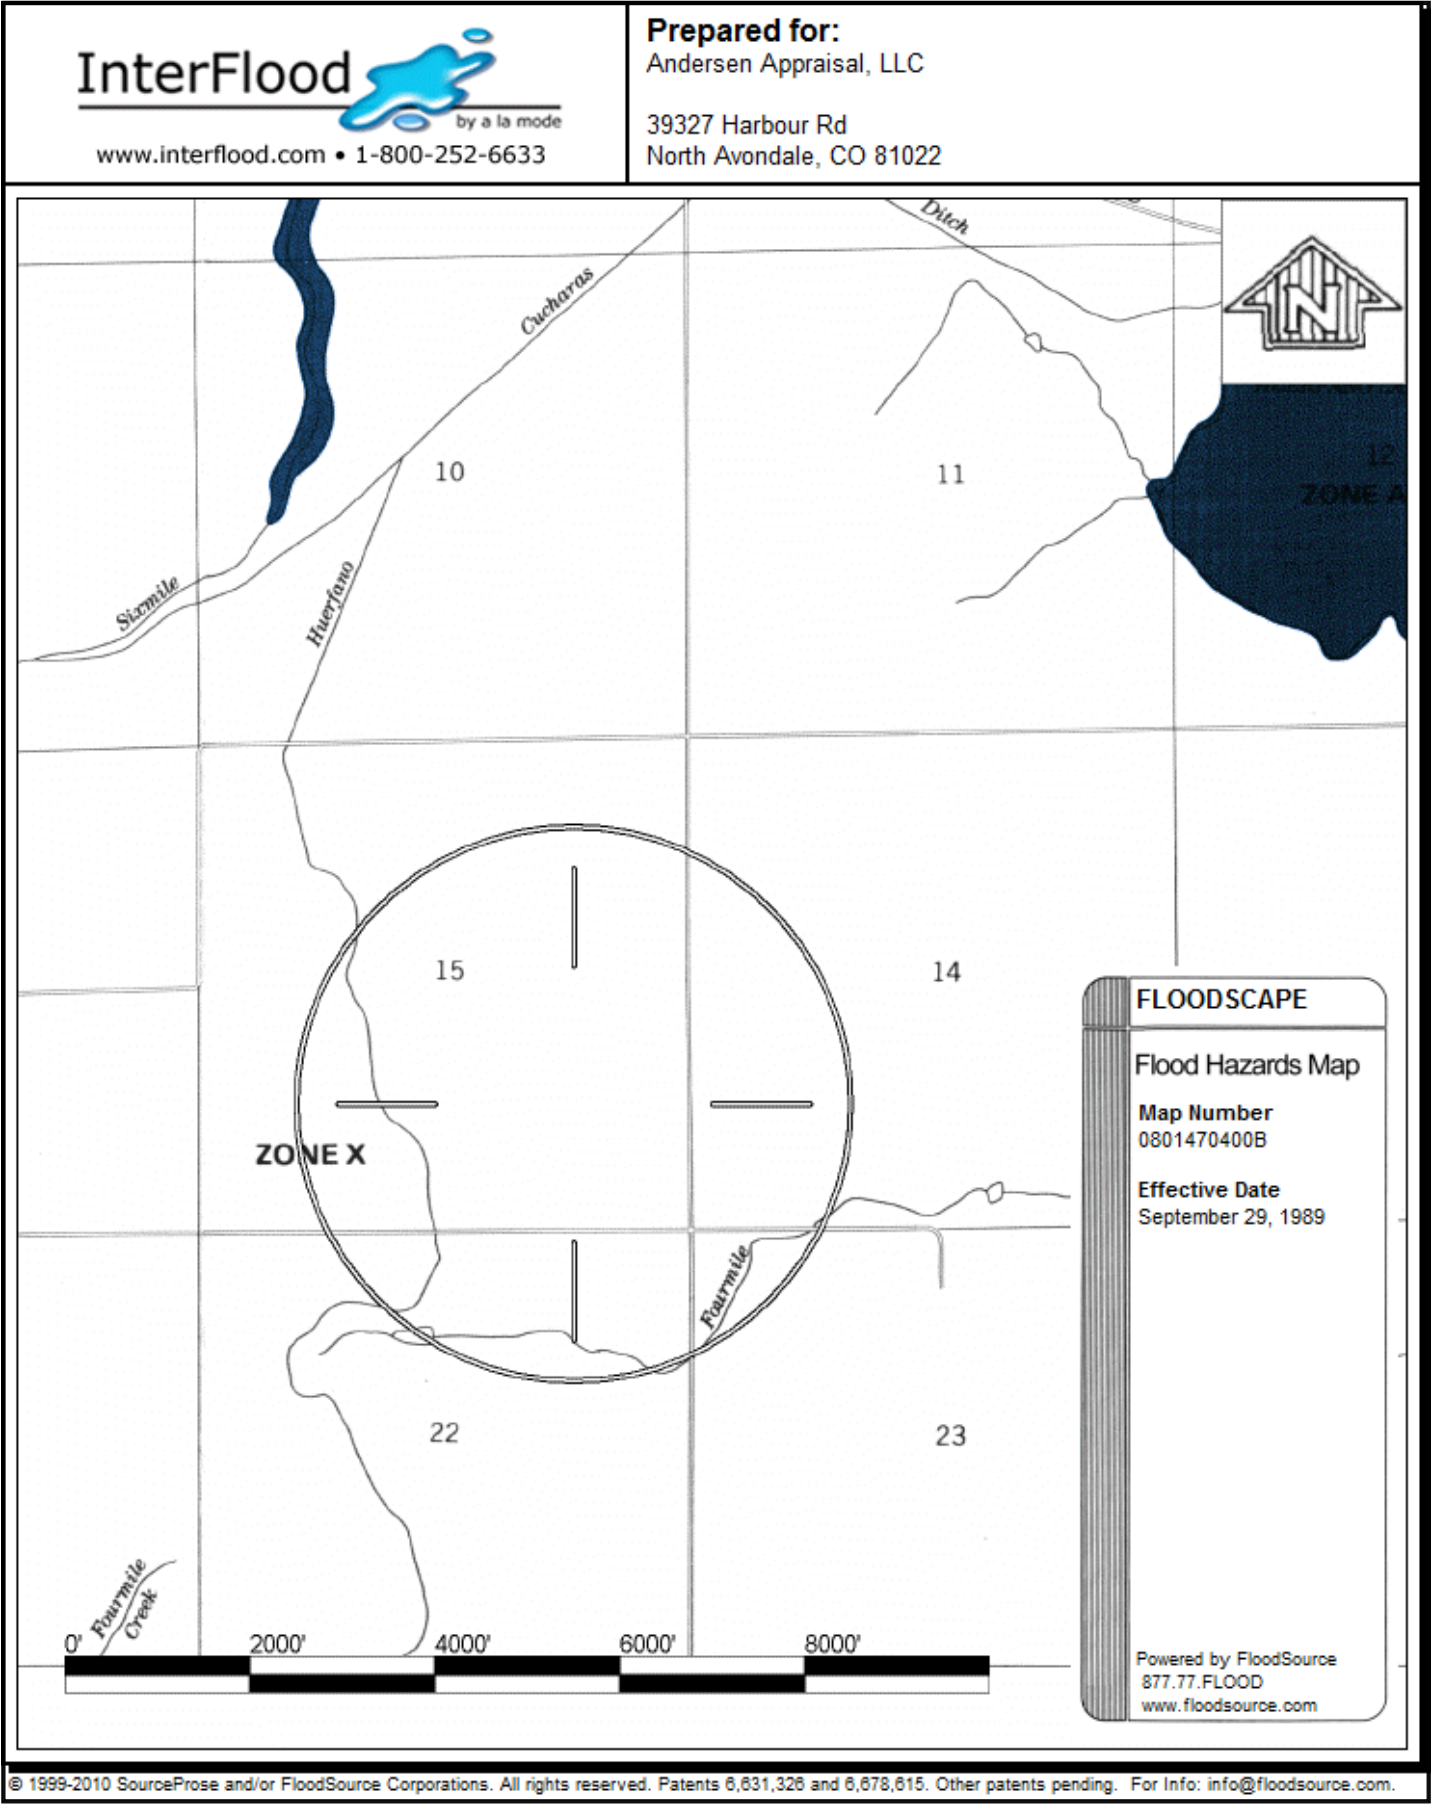 InterFlood
by a la mode
www.interflood.com • 1-800-252-6633
Prepared for:
Andersen Appraisal, LLC
39327 Harbour Rd
North Avondale, CO 81022
Ditch
N
Cucharas
10
11
12
ZONE A
Sixmile
Huerfano
15
14
ZONE X
Fourmile
22
23
Fourmile
Creek
0' 2000' 4000' 6000' 8000'
FLOODSCAPE
Flood Hazards Map
Map Number
0801470400B
Effective Date
September 29, 1989
Powered by FloodSource
877.77.FLOOD
www.floodsource.com
© 1999-2010 SourceProse and/or FloodSource Corporations. All rights reserved. Patents 6,631,326 and 6,678,615. Other patents pending. For Info: info@floodsource.com.